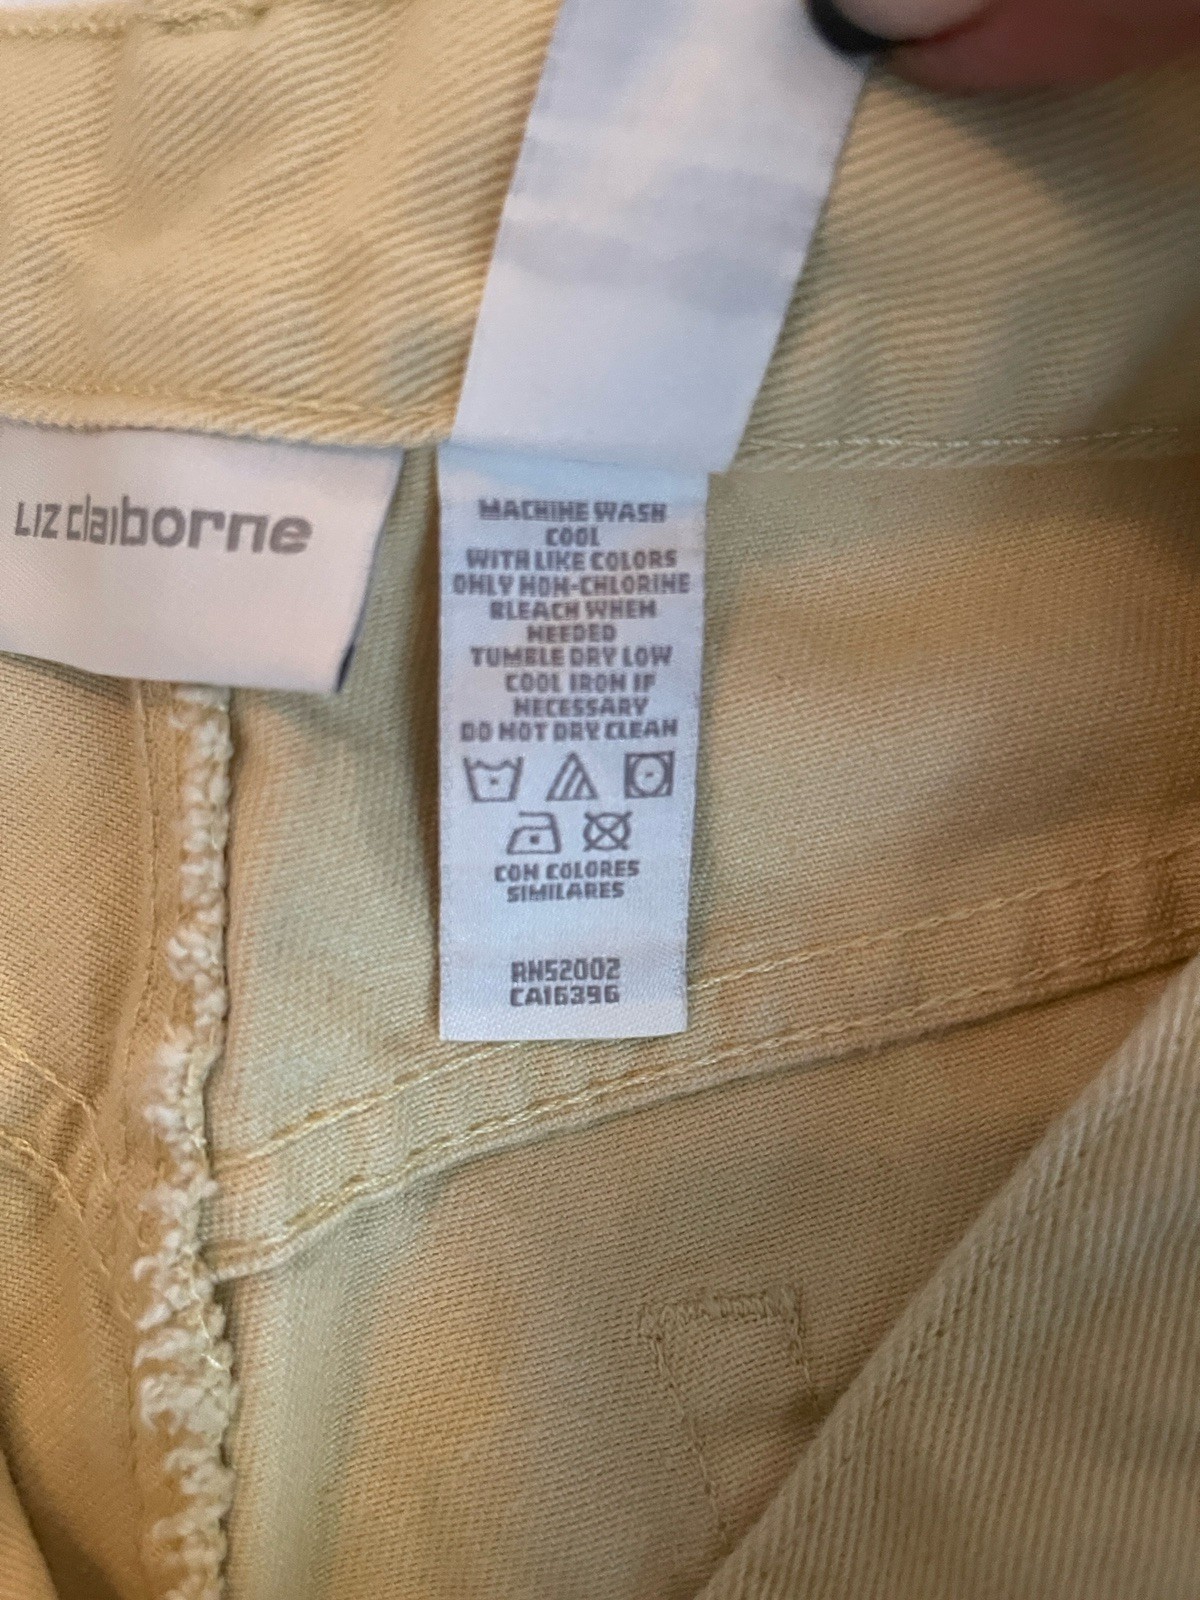 Liz claiborne
MACHINE WASH
COOL
WITH LIKE COLORS
ONLY NON-CHLORINE
BLEACH WHEN
NEEDED
TUMBLE DRY LOW
COOL IRON IF
NECESSARY
DO NOT DRY CLEAN
CON COLORES
SIMILARES
RN52002
CA16396